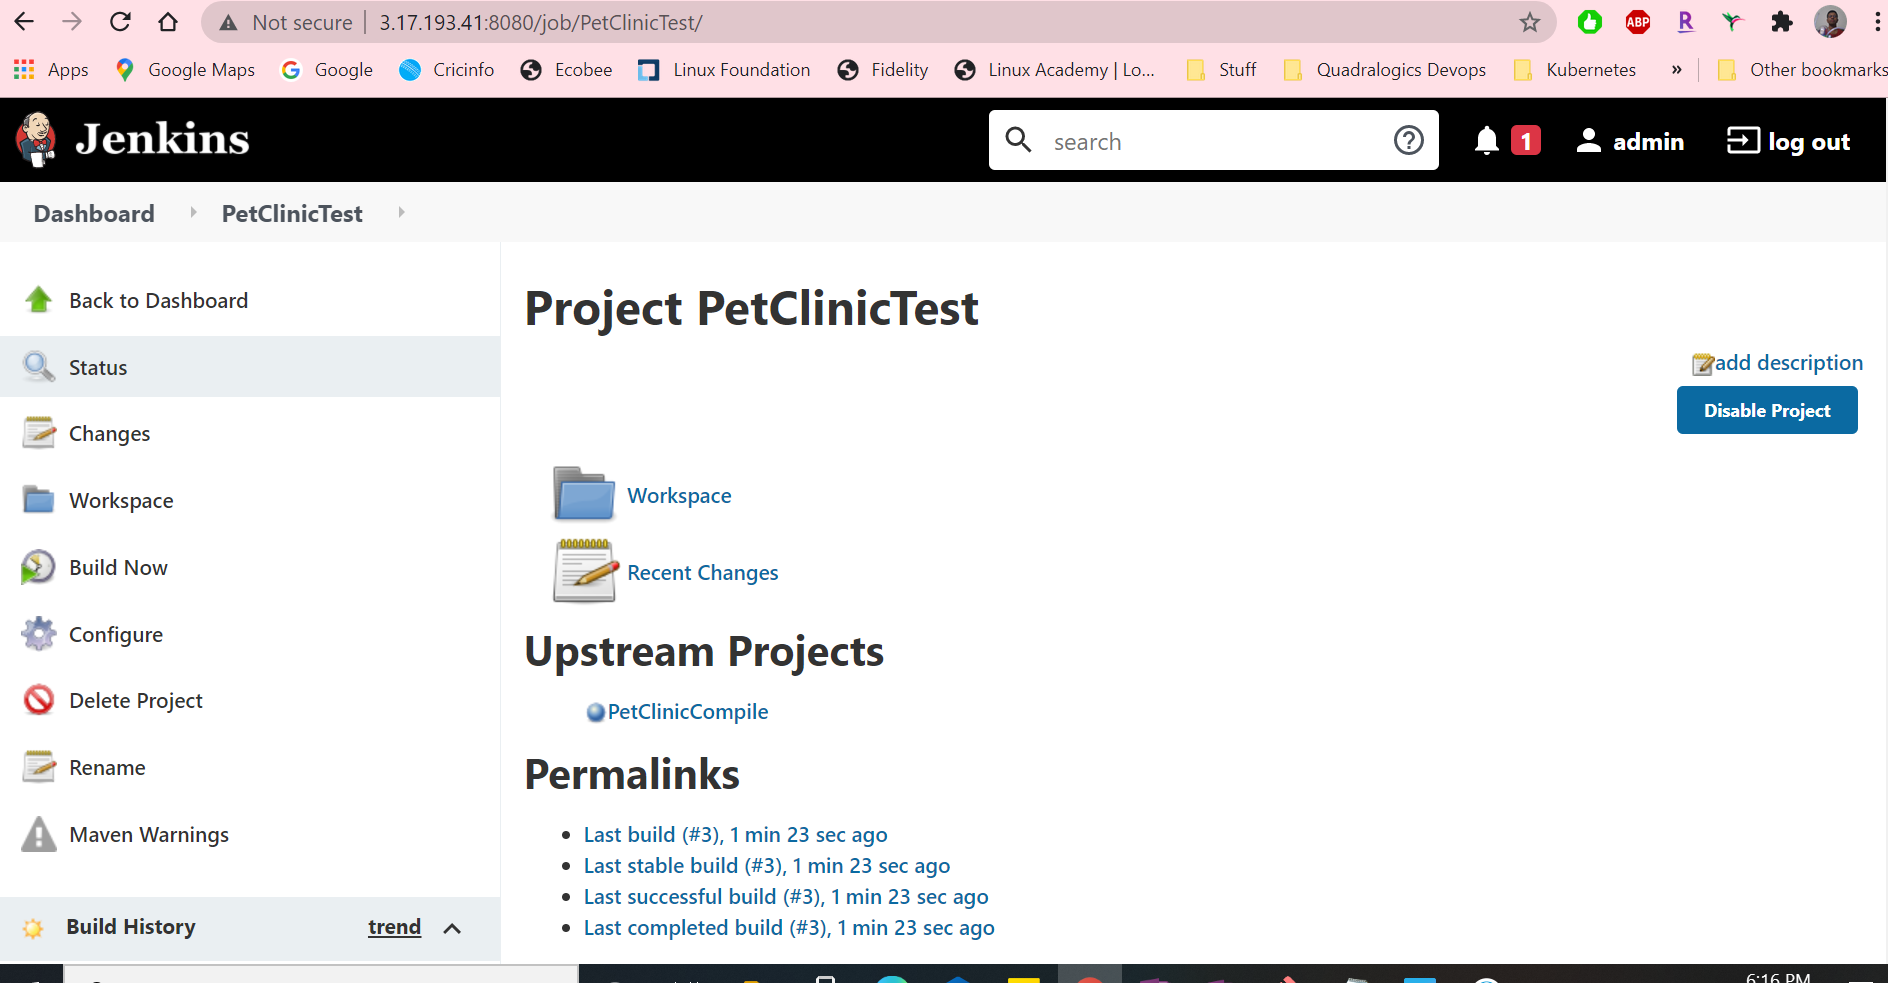 Not secure | 3.17.193.41:8080/job/PetClinicTest/
ABP
R
Apps Google Maps Google Cricinfo Ecobee Linux Foundation Fidelity Linux Academy | Lo... Stuff Quadralogics Devops Kubernetes » Other bookmarks
Jenkins search 1 admin log out
Dashboard PetClinicTest
Back to Dashboard
Status
Changes
Workspace
Build Now
Configure
Delete Project
Rename
Maven Warnings
Build History trend
Project PetClinicTest
add description
Disable Project
Workspace
Recent Changes
Upstream Projects
PetClinicCompile
Permalinks
Last build (#3), 1 min 23 sec ago
Last stable build (#3), 1 min 23 sec ago
Last successful build (#3), 1 min 23 sec ago
Last completed build (#3), 1 min 23 sec ago
6:16 PM